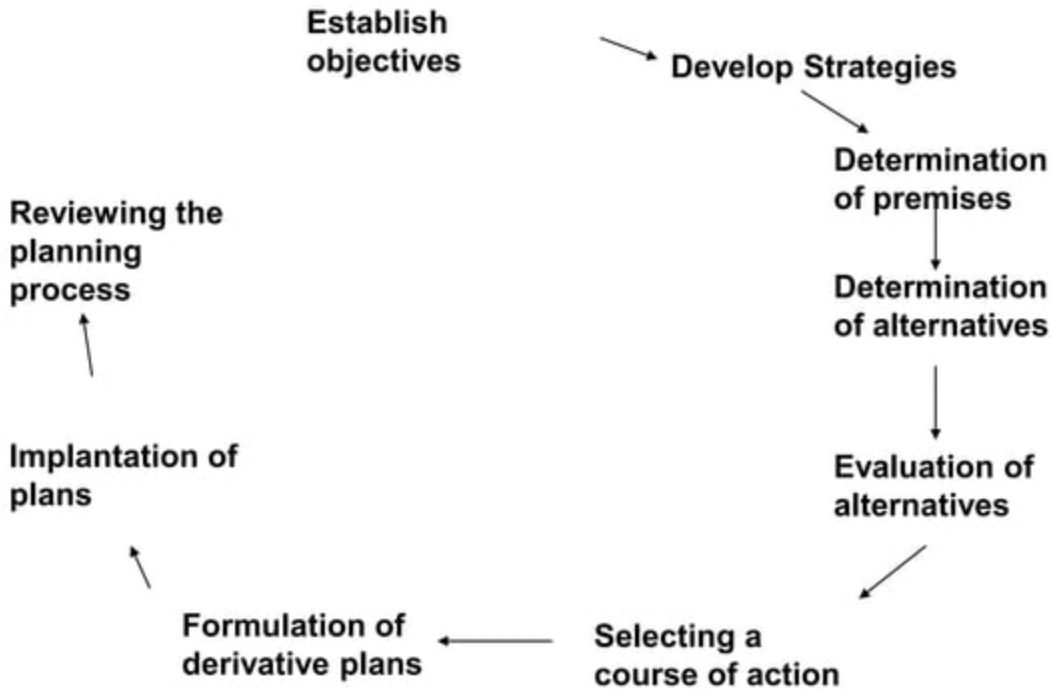 Establish
objectives
Develop Strategies
Determination
of premises
Determination
of alternatives
Evaluation of
alternatives
Selecting a
course of action
Formulation of
derivative plans
Implantation of
plans
Reviewing the
planning
process